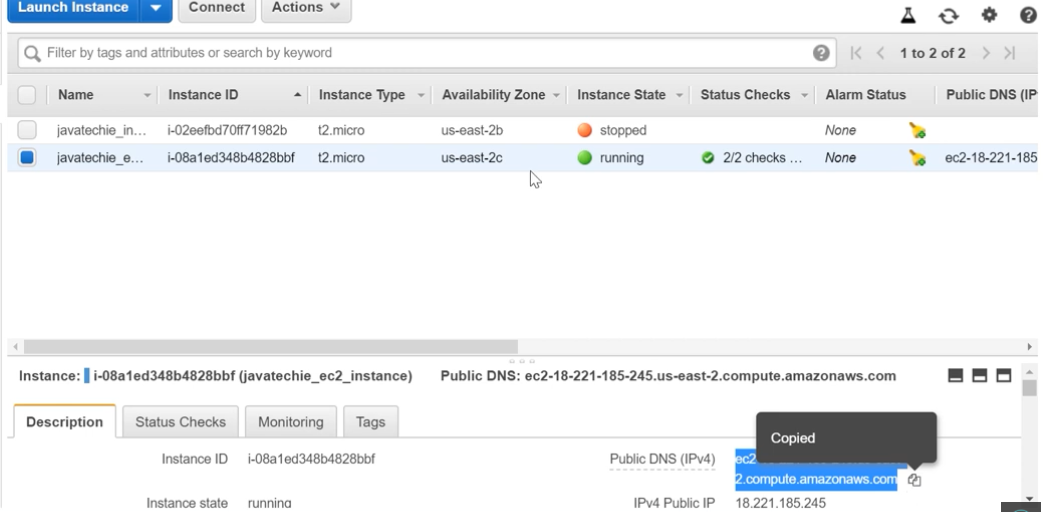 Launch Instance Connect Actions
Filter by tags and attributes or search by keyword 1 to 2 of 2
Name Instance ID Instance Type Availability Zone Instance State Status Checks Alarm Status Public DNS (IP
javatechie_in... i-02eefbd70ff71982b t2.micro us-east-2b stopped None
javatechie_e... i-08a1ed348b4828bbf t2.micro us-east-2c running 2/2 checks ... None ec2-18-221-185
Instance: i-08a1ed348b4828bbf (javatechie_ec2_instance) Public DNS: ec2-18-221-185-245.us-east-2.compute.amazonaws.com
Description Status Checks Monitoring Tags
Copied
Instance ID i-08a1ed348b4828bbf Public DNS (IPv4) ec2
2.compute.amazonaws.com
Instance state running IPv4 Public IP 18.221.185.245